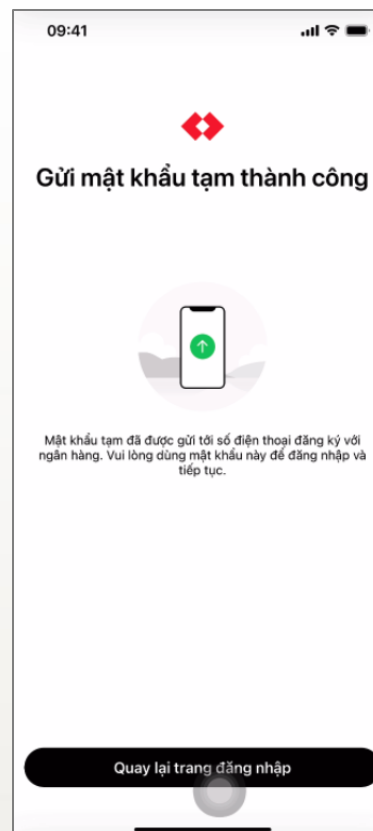 09:41
Gửi mật khẩu tạm thành công
Mật khẩu tạm đã được gửi tới số điện thoại đăng ký với
ngân hàng. Vui lòng dùng mật khẩu này để đăng nhập và
tiếp tục.
Quay lại trang đăng nhập